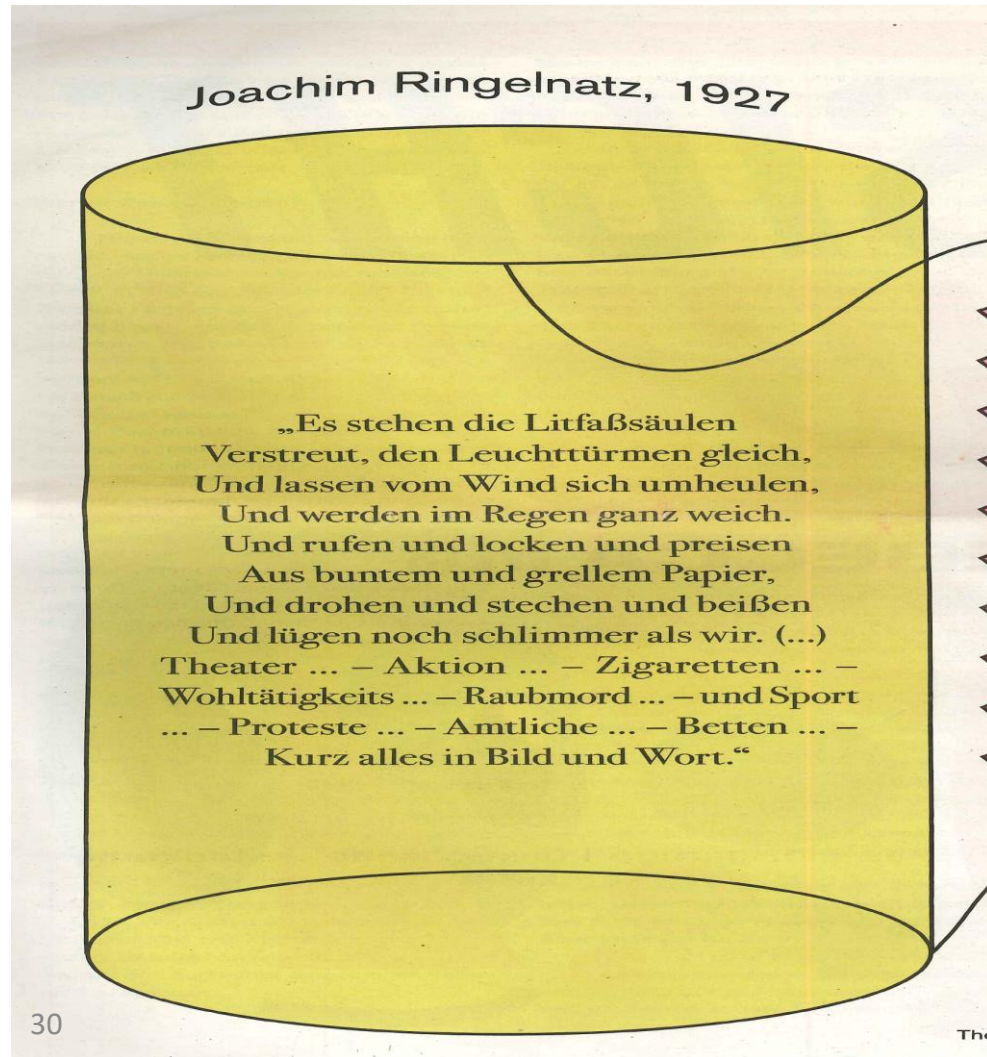 Joachim Ringelnatz, 1927
„Es stehen die Litfaßsäulen
Verstreut, den Leuchttürmen gleich,
Und lassen vom Wind sich umheulen,
Und werden im Regen ganz weich.
Und rufen und locken und preisen
Aus buntem und grellem Papier,
Und drohen und stechen und beißen
Und lügen noch schlimmer als wir. (...)
Theater ... – Aktion ... – Zigaretten ... –
Wohltätigkeits ... – Raubmord ... – und Sport
... – Proteste ... – Amtliche ... – Betten ... –
Kurz alles in Bild und Wort.“
30